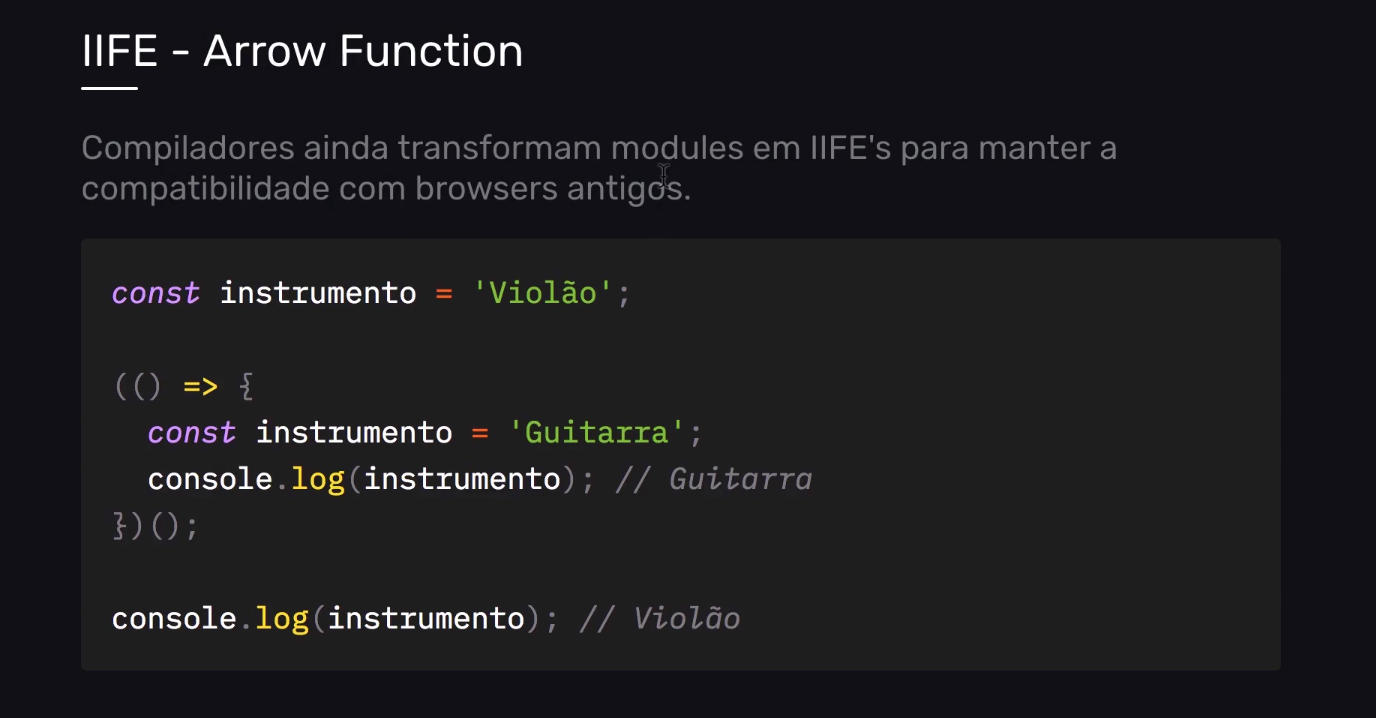 IIFE - Arrow Function
Compiladores ainda transformam modules em IIFE's para manter a
compatibilidade com browsers antigos.
const instrumento = 'Violão';
(() => {
const instrumento = 'Guitarra';
console.log(instrumento); // Guitarra
})();
console.log(instrumento); // Violão